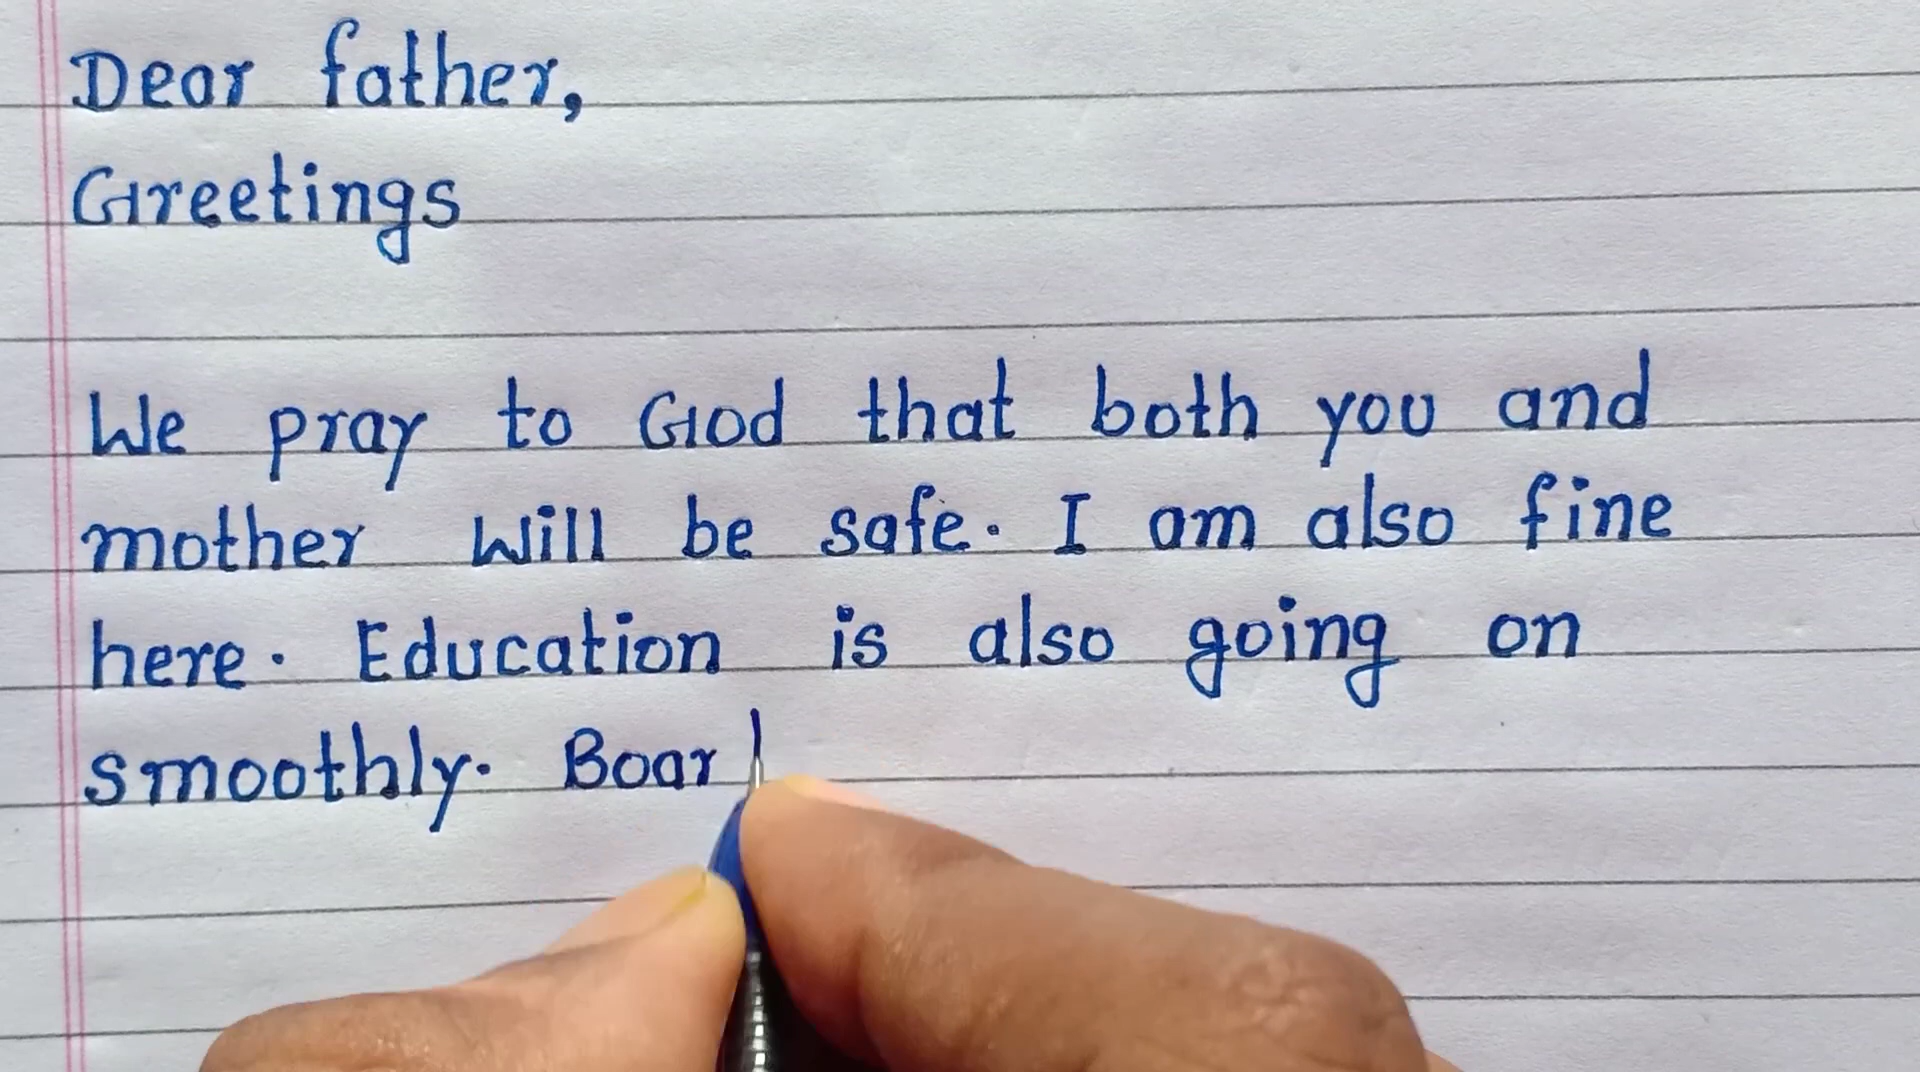 Dear father,
Greetings
We pray to God that both you and
mother will be safe. I am also fine
here. Education is also going on
smoothly. Boar